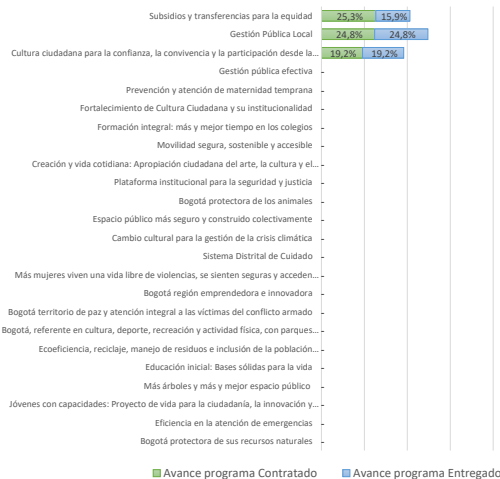 Subsidios y transferencias para la equidad 25,3% 15,9%
Gestión Pública Local 24,8% 24,8%
Cultura ciudadana para la confianza, la convivencia y la participación desde la... 19,2% 19,2%
Gestión pública efectiva -
Prevención y atención de maternidad temprana -
Fortalecimiento de Cultura Ciudadana y su institucionalidad -
Formación integral: más y mejor tiempo en los colegios -
Movilidad segura, sostenible y accesible -
Creación y vida cotidiana: Apropiación ciudadana del arte, la cultura y el... -
Plataforma institucional para la seguridad y justicia -
Bogotá protectora de los animales -
Espacio público más seguro y construido colectivamente -
Cambio cultural para la gestión de la crisis climática -
Sistema Distrital de Cuidado -
Más mujeres viven una vida libre de violencias, se sienten seguras y acceden... -
Bogotá región emprendedora e innovadora -
Bogotá territorio de paz y atención integral a las víctimas del conflicto armado -
Bogotá, referente en cultura, deporte, recreación y actividad física, con parques... -
Ecoeficiencia, reciclaje, manejo de residuos e inclusión de la población... -
Educación inicial: Bases sólidas para la vida -
Más árboles y más y mejor espacio público -
Jóvenes con capacidades: Proyecto de vida para la ciudadanía, la innovación y... -
Eficiencia en la atención de emergencias -
Bogotá protectora de sus recursos naturales -
Avance programa Contratado Avance programa Entregado